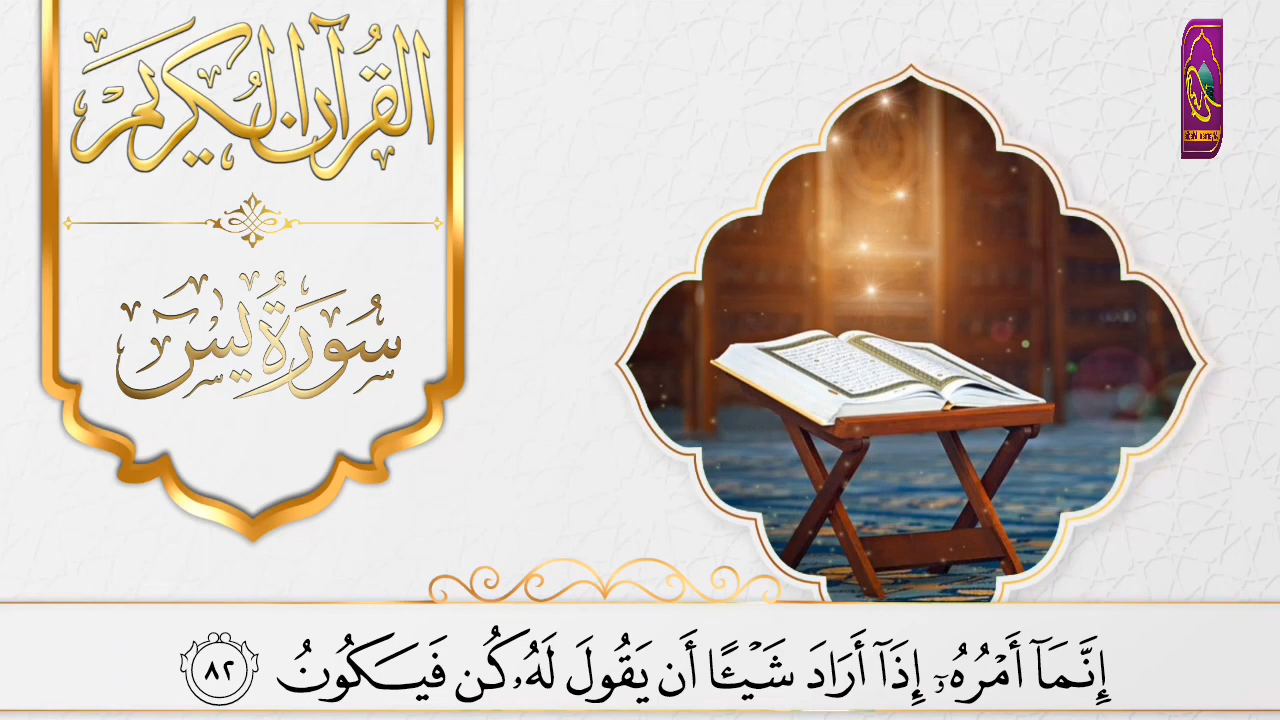 القرآن الكريم
سورة يس
إِنَّمَآ أَمْرُهُۥٓ إِذَآ أَرَادَ شَيْـًٔا أَن يَقُولَ لَهُۥ كُن فَيَكُونُ ٨٢